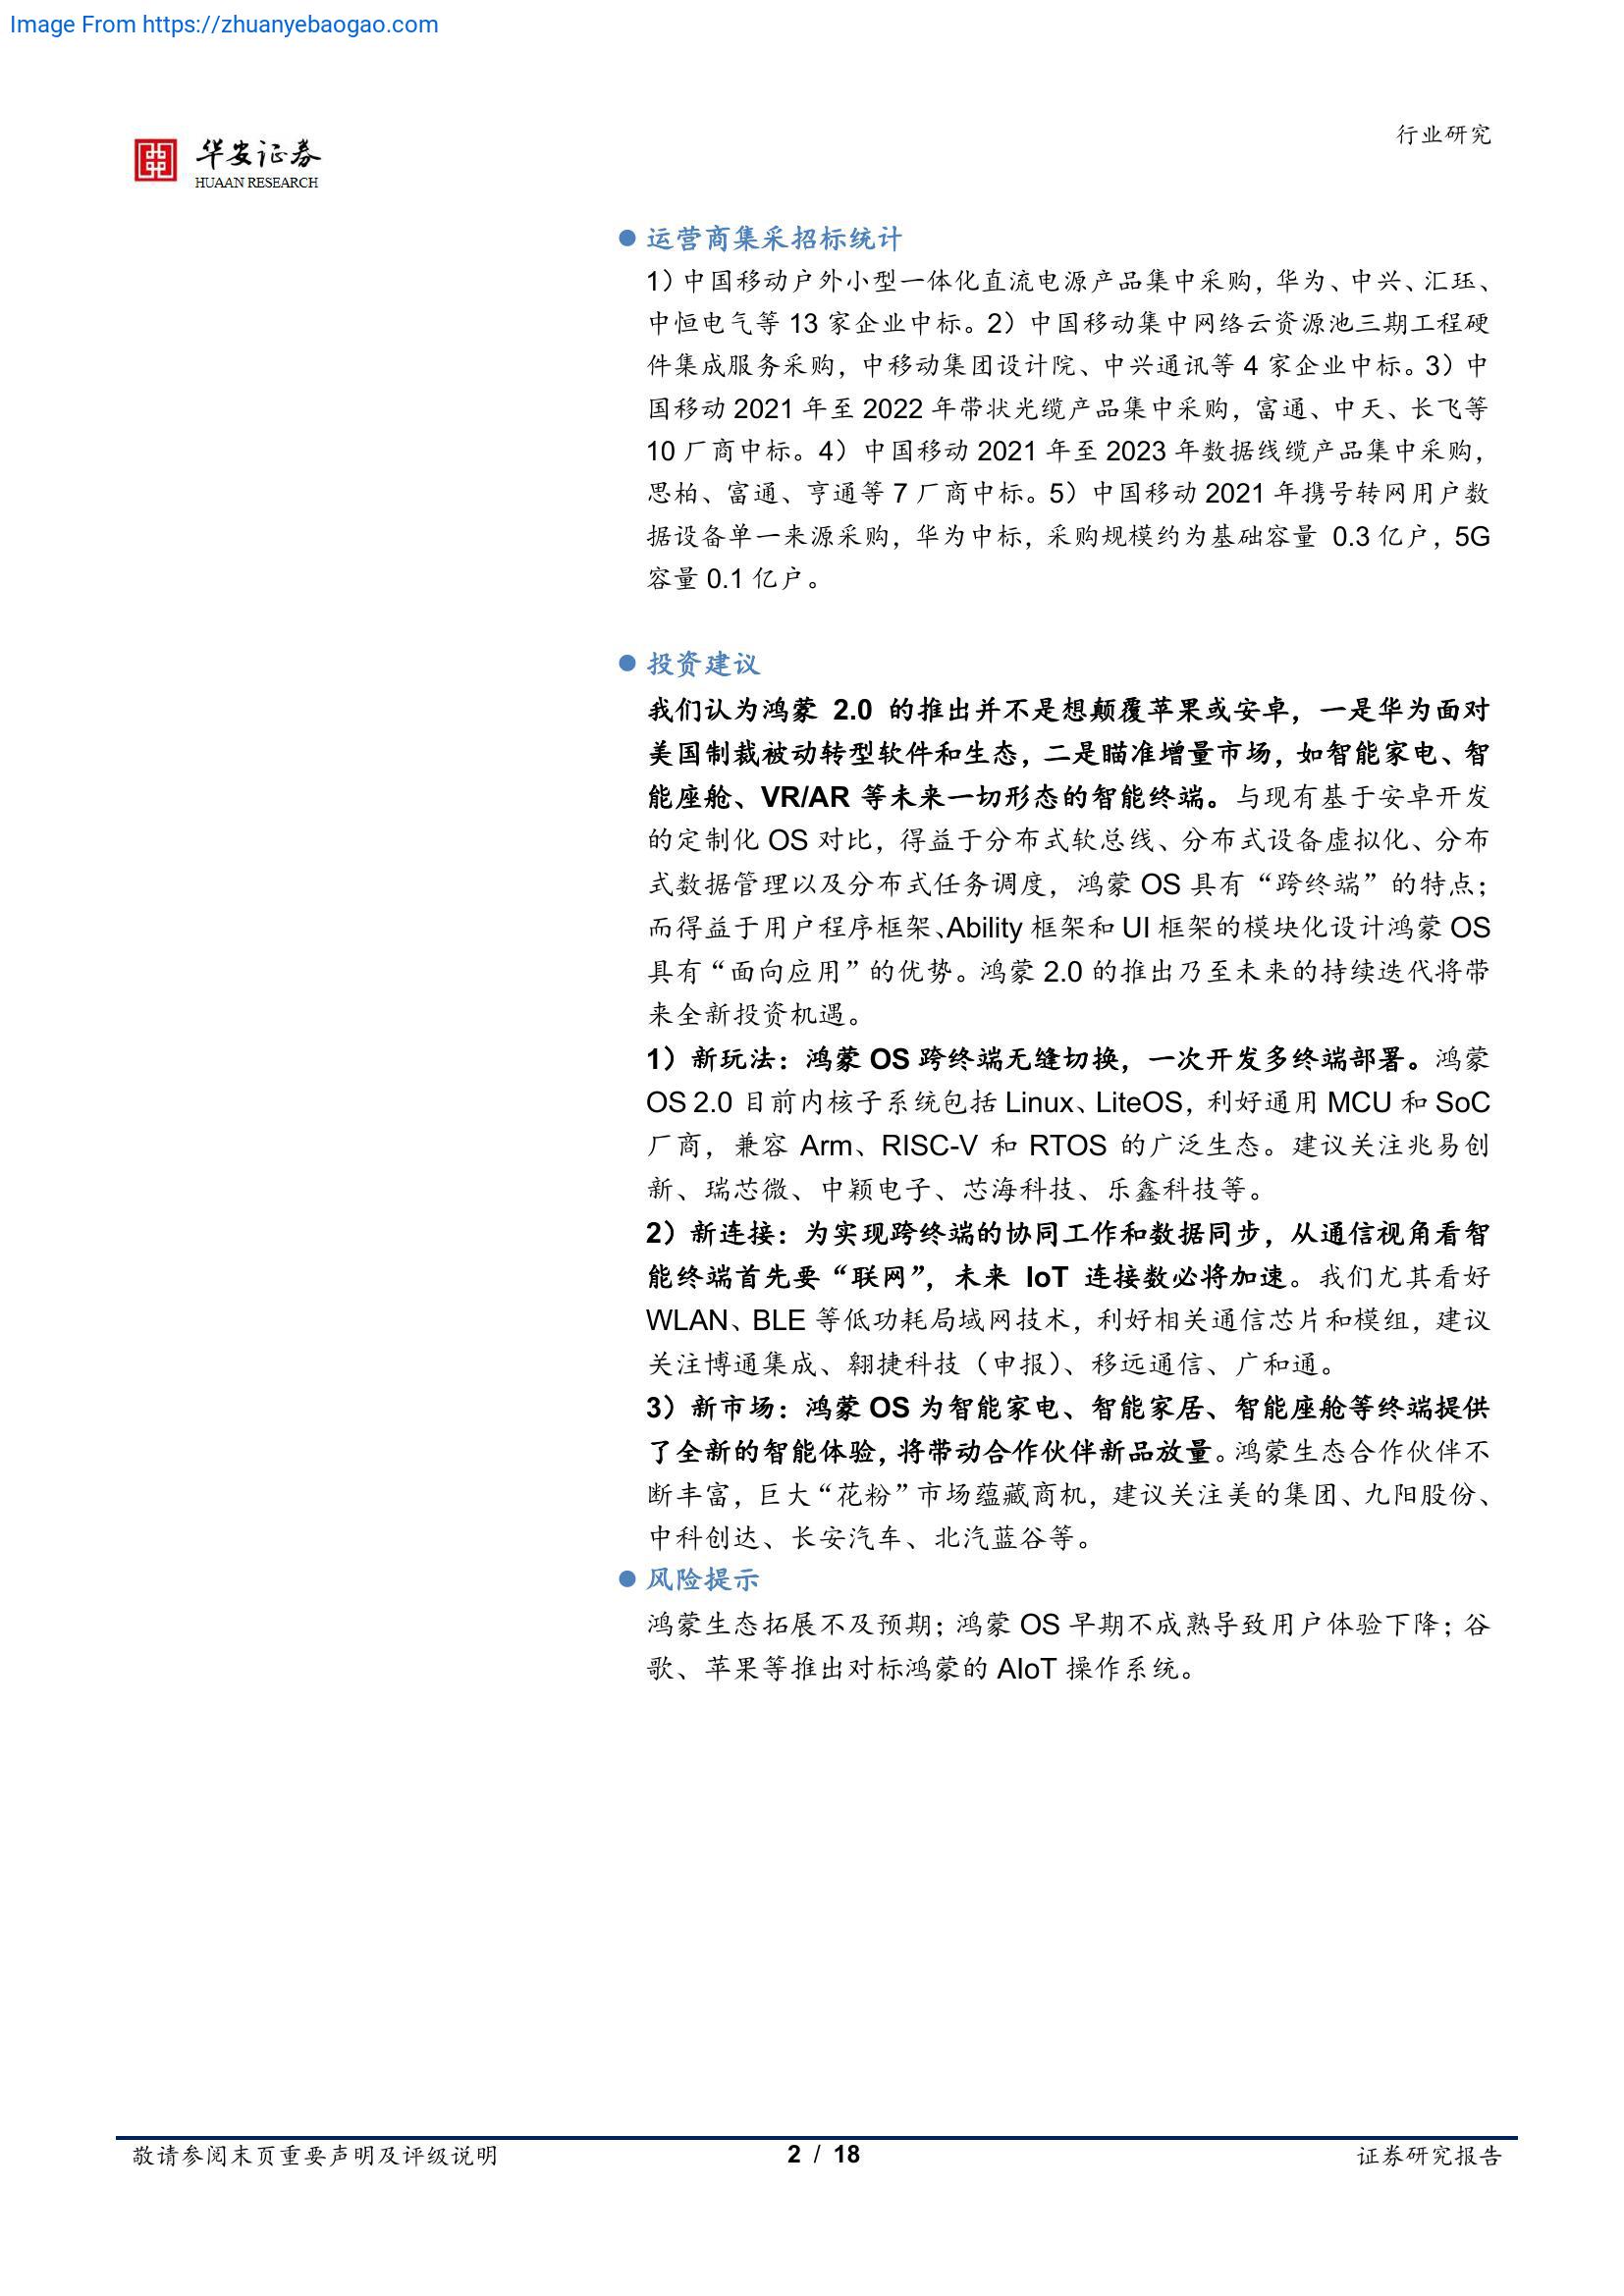 Image From https://zhuanyebaogao.com
华安证券
HUAAN RESEARCH
行业研究
运营商集采招标统计
1）中国移动户外小型一体化直流电源产品集中采购，华为、中兴、汇珏、
中恒电气等 13 家企业中标。2）中国移动集中网络云资源池三期工程硬
件集成服务采购，中移动集团设计院、中兴通讯等 4 家企业中标。3）中
国移动 2021 年至 2022 年带状光缆产品集中采购，富通、中天、长飞等
10 厂商中标。4）中国移动 2021 年至 2023 年数据线缆产品集中采购，
思柏、富通、亨通等 7 厂商中标。5）中国移动 2021 年携号转网用户数
据设备单一来源采购，华为中标，采购规模约为基础容量 0.3 亿户，5G
容量 0.1 亿户。
投资建议
我们认为鸿蒙 2.0 的推出并不是想颠覆苹果或安卓，一是华为面对
美国制裁被动转型软件和生态，二是瞄准增量市场，如智能家电、智
能座舱、VR/AR 等未来一切形态的智能终端。与现有基于安卓开发
的定制化 OS 对比，得益于分布式软总线、分布式设备虚拟化、分布
式数据管理以及分布式任务调度，鸿蒙 OS 具有“跨终端”的特点；
而得益于用户程序框架、Ability 框架和 UI 框架的模块化设计鸿蒙 OS
具有“面向应用”的优势。鸿蒙 2.0 的推出乃至未来的持续迭代将带
来全新投资机遇。
1）新玩法：鸿蒙 OS 跨终端无缝切换，一次开发多终端部署。鸿蒙
OS 2.0 目前内核子系统包括 Linux、LiteOS，利好通用 MCU 和 SoC
厂商，兼容 Arm、RISC-V 和 RTOS 的广泛生态。建议关注兆易创
新、瑞芯微、中颖电子、芯海科技、乐鑫科技等。
2）新连接：为实现跨终端的协同工作和数据同步，从通信视角看智
能终端首先要“联网”，未来 IoT 连接数必将加速。我们尤其看好
WLAN、BLE 等低功耗局域网技术，利好相关通信芯片和模组，建议
关注博通集成、翱捷科技（申报）、移远通信、广和通。
3）新市场：鸿蒙 OS 为智能家电、智能家居、智能座舱等终端提供
了全新的智能体验，将带动合作伙伴新品放量。鸿蒙生态合作伙伴不
断丰富，巨大“花粉”市场蕴藏商机，建议关注美的集团、九阳股份、
中科创达、长安汽车、北汽蓝谷等。
风险提示
鸿蒙生态拓展不及预期；鸿蒙 OS 早期不成熟导致用户体验下降；谷
歌、苹果等推出对标鸿蒙的 AIoT 操作系统。
敬请参阅末页重要声明及评级说明
2 / 18
证券研究报告